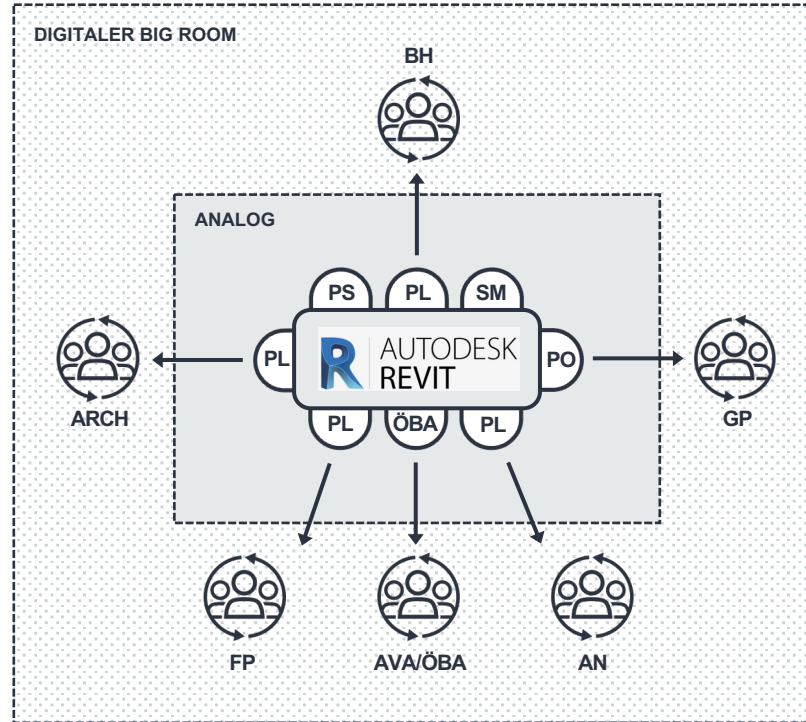 DIGITALER BIG ROOM
BH
ANALOG
PS PL SM
PL R AUTODESK REVIT PO
PL ÖBA PL
ARCH GP
FP AVA/ÖBA AN